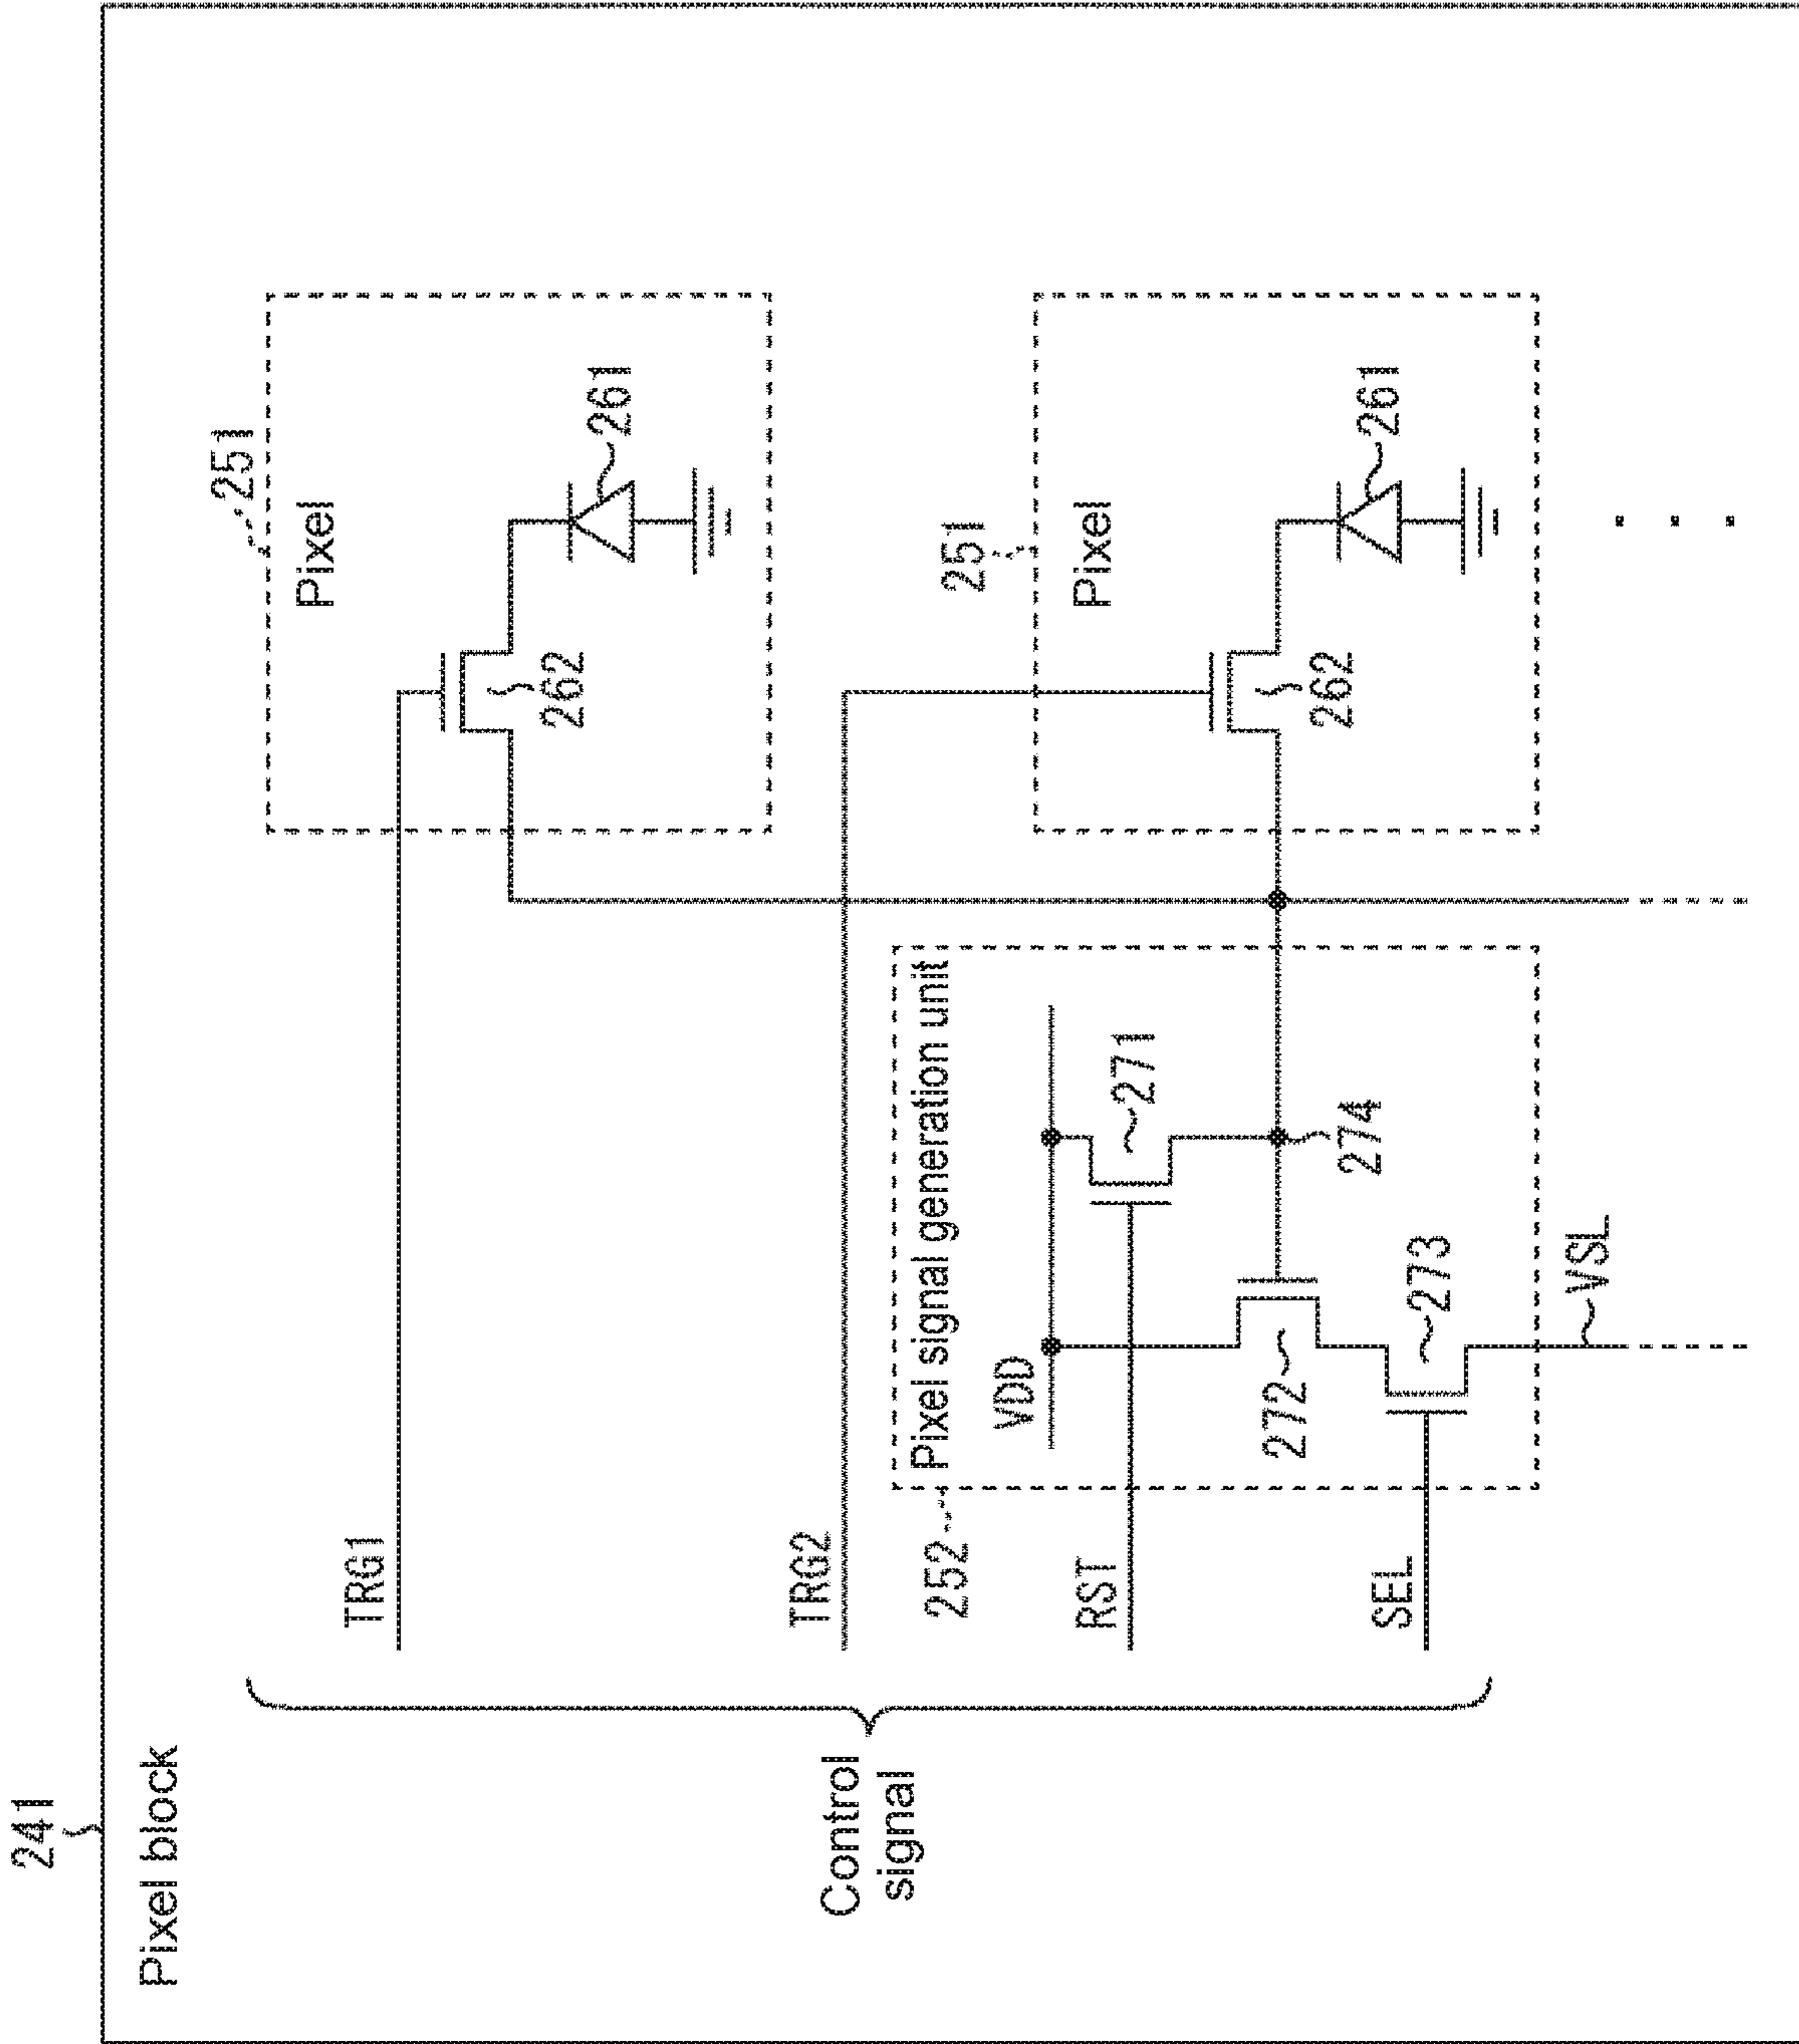 241
Pixel block
251
Pixel
TRG1
262
261
251
TRG2
Pixel
252
Pixel signal generation unit
VDD
RST
271
262
261
272
274
SEL
273
VSL
Control
signal